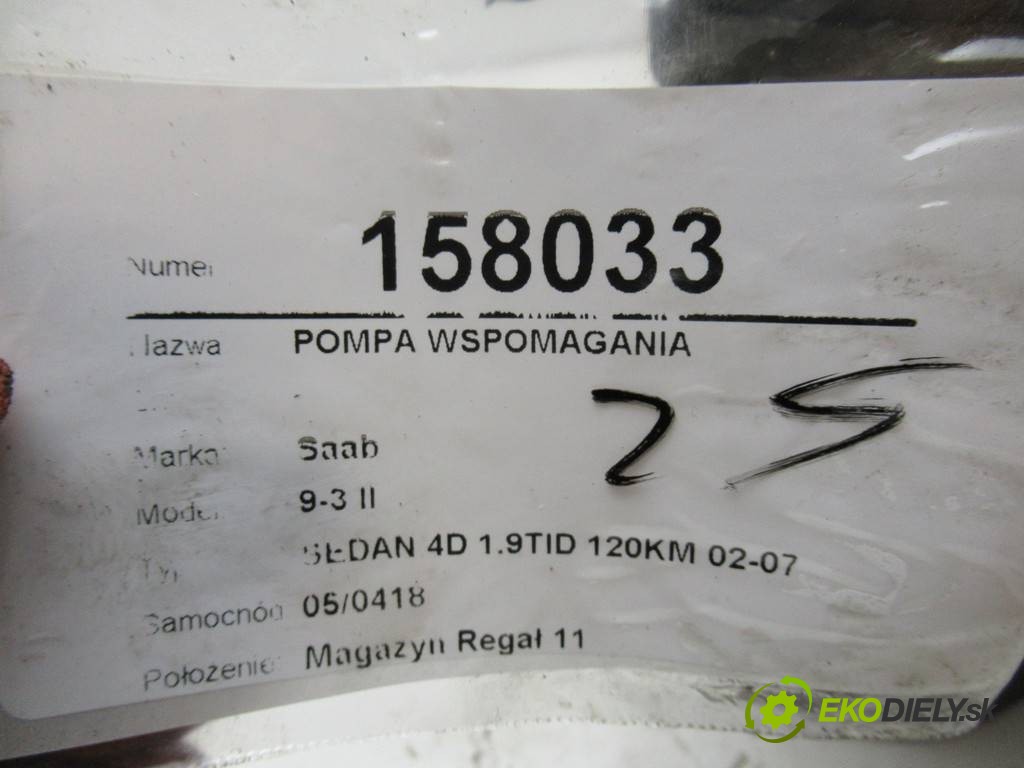 Numer 158033
Nazwa POMPA WSPOMAGANIA
25
Marka: Saab
Model 9-3 II
Typ SEDAN 4D 1.9TID 120KM 02-07
Samochód 05/0418
Położenie: Magazyn Regał 11
EKODIELY.sk